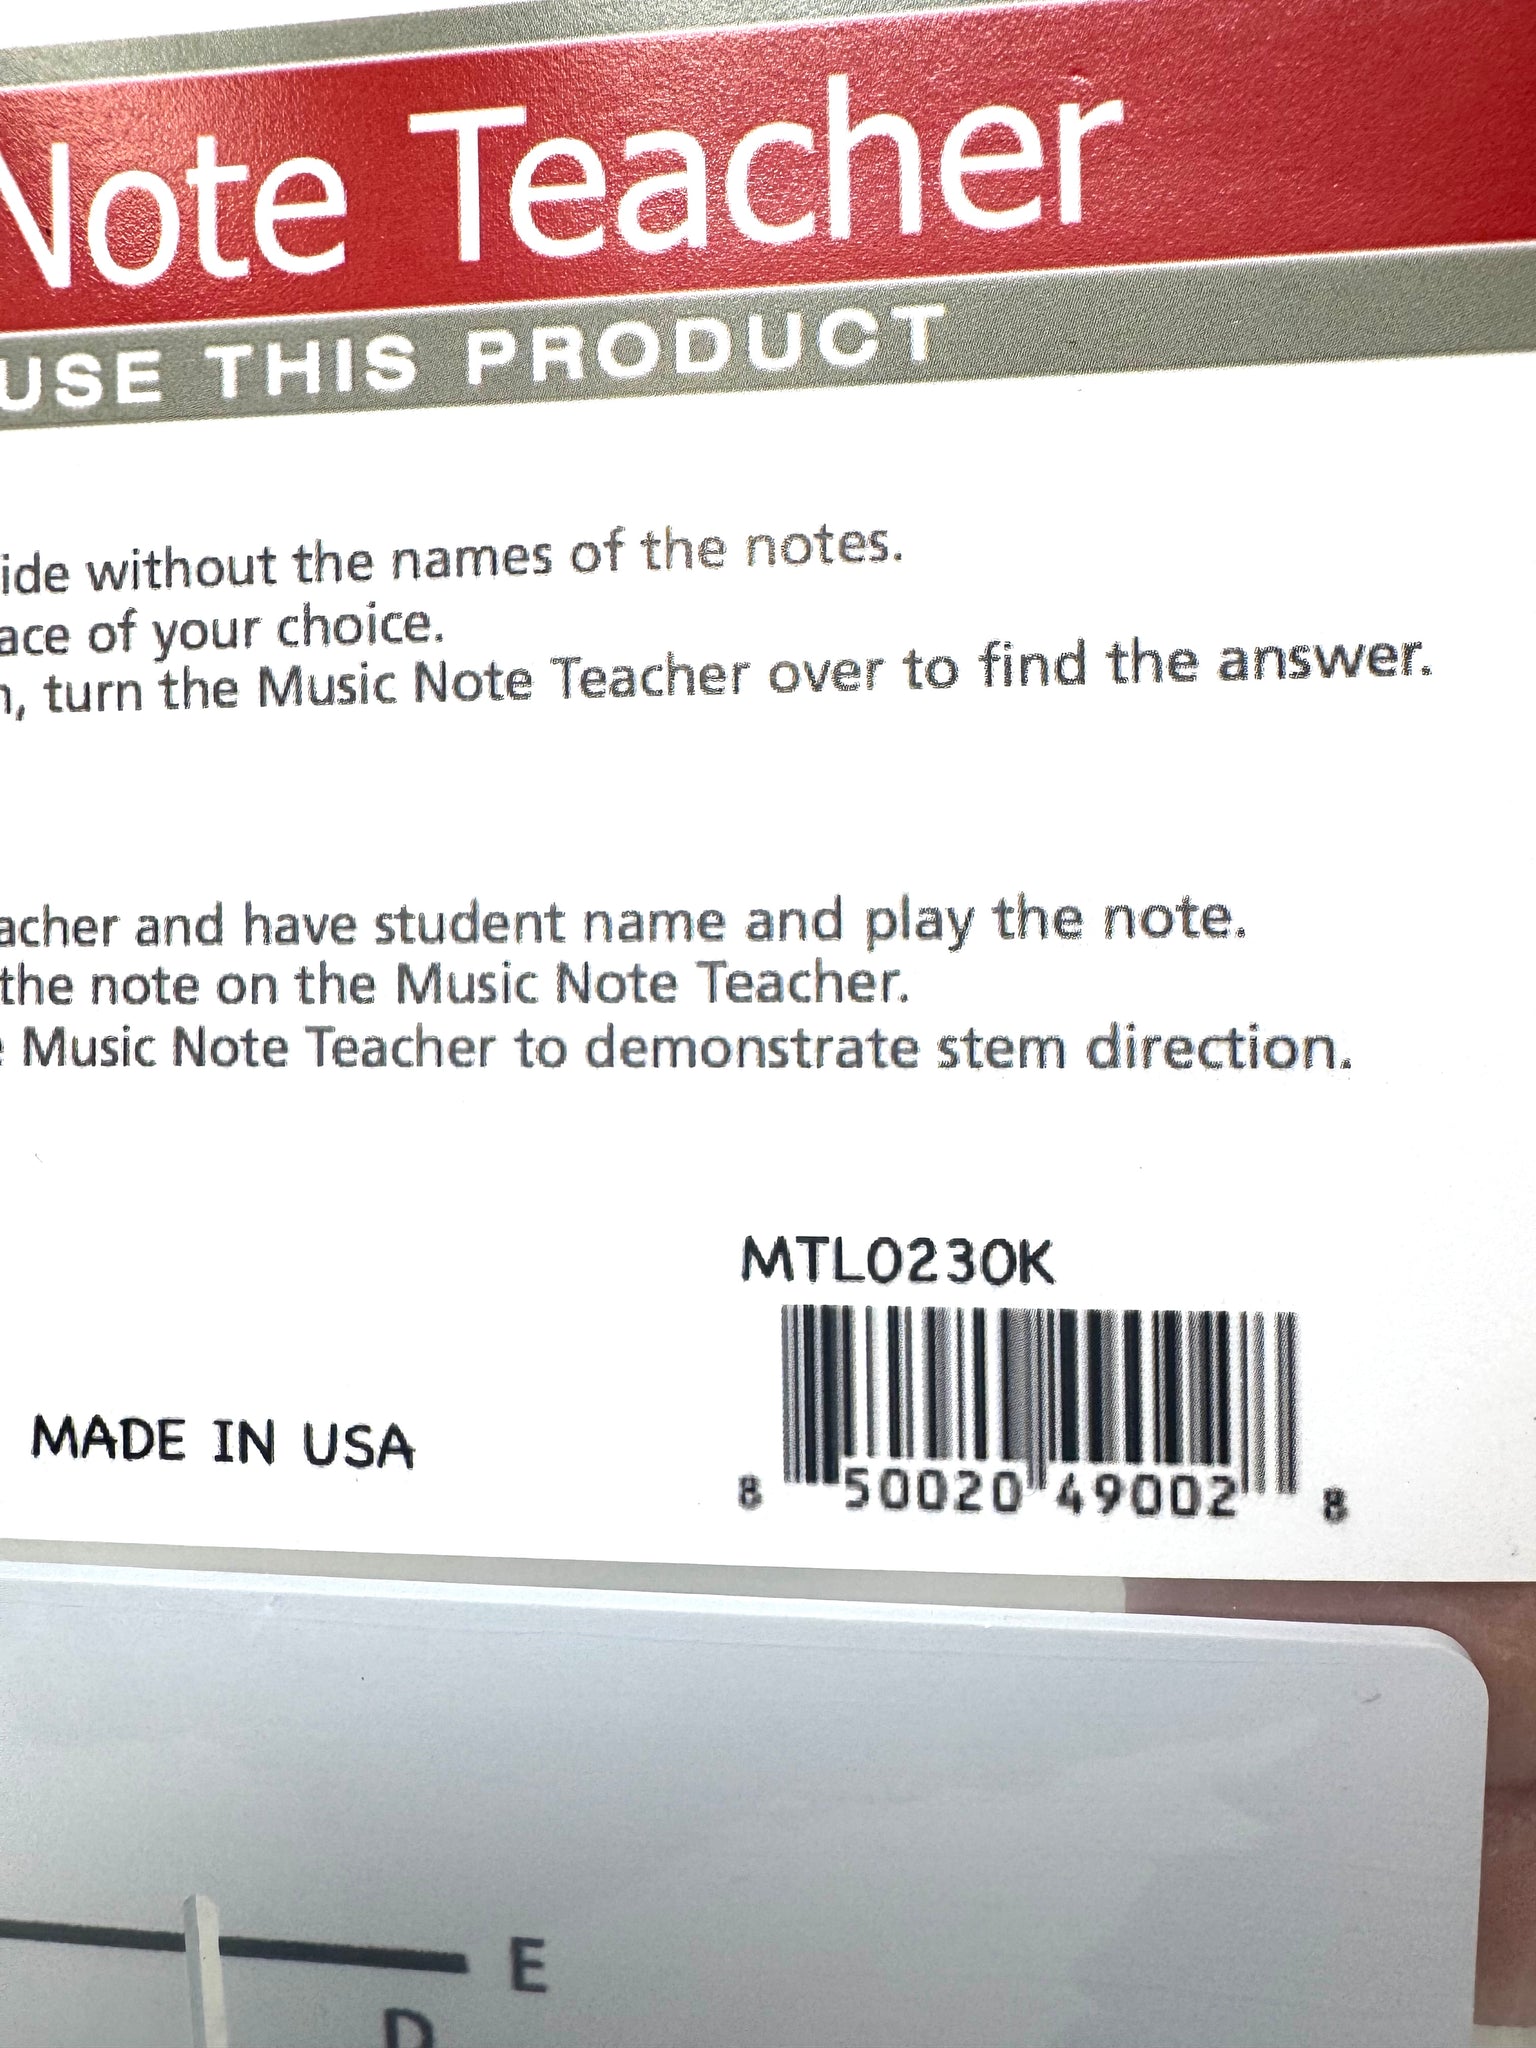 Note Teacher
USE THIS PRODUCT
ide without the names of the notes.
ace of your choice.
, turn the Music Note Teacher over to find the answer.
acher and have student name and play the note.
the note on the Music Note Teacher.
Music Note Teacher to demonstrate stem direction.
MTL0230K
MADE IN USA
8 50020 49002 8
E
D